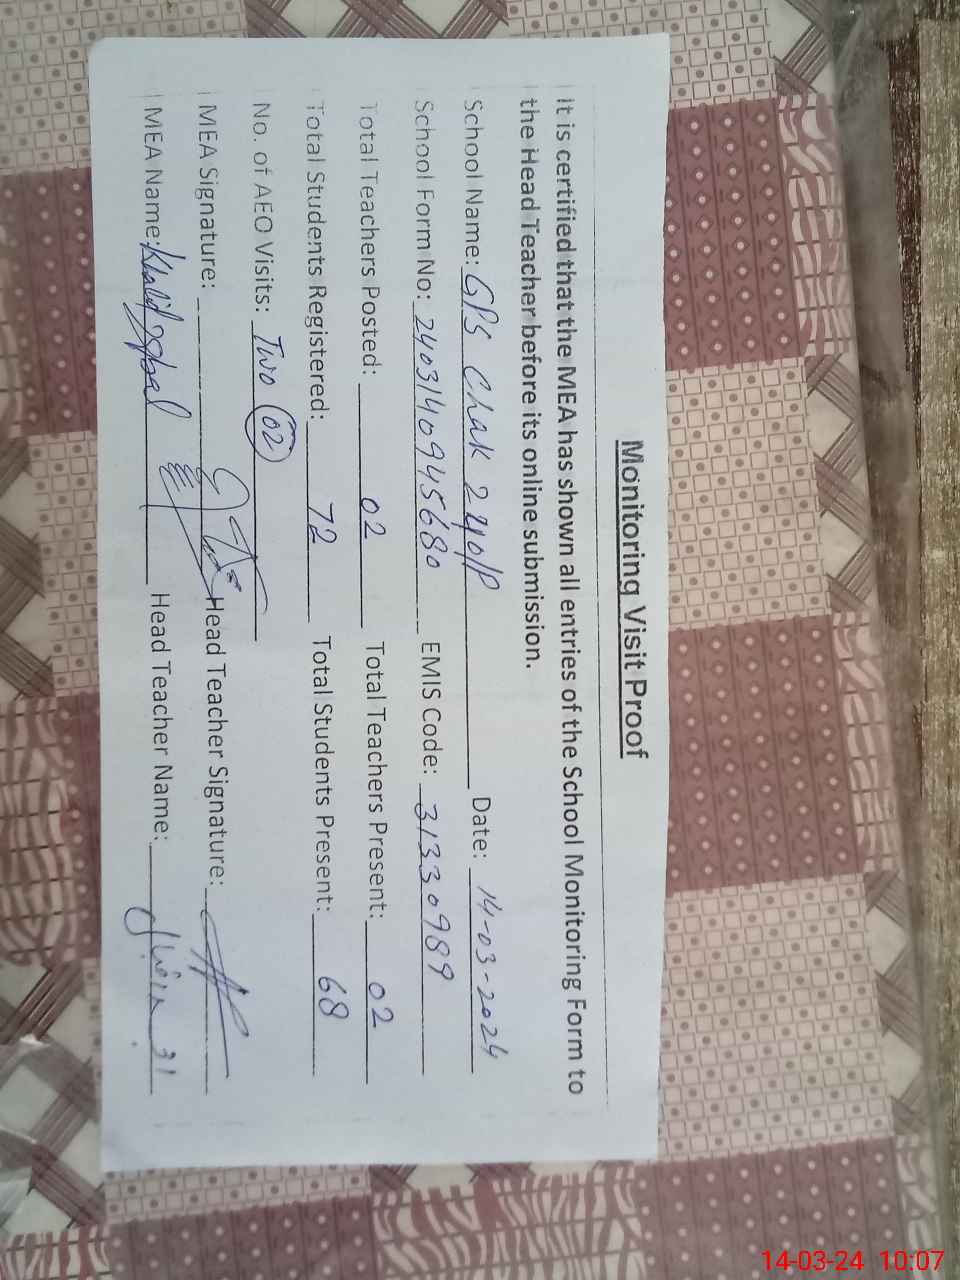 Monitoring Visit Proof
It is certified that the MEA has shown all entries of the School Monitoring Form to
the Head Teacher before its online submission.
School Name: GPS Chak 240/P Date: 14-03-2024
School Form No: 24031409445680 EMIS Code: 31330989
Total Teachers Posted: 02 Total Teachers Present: 02
Total Students Registered: 72 Total Students Present: 68
No. of AEO Visits: Two 02
MEA Signature: Head Teacher Signature:
MEA Name: Khalid Iqbal Head Teacher Name:
14-03-24 10:07